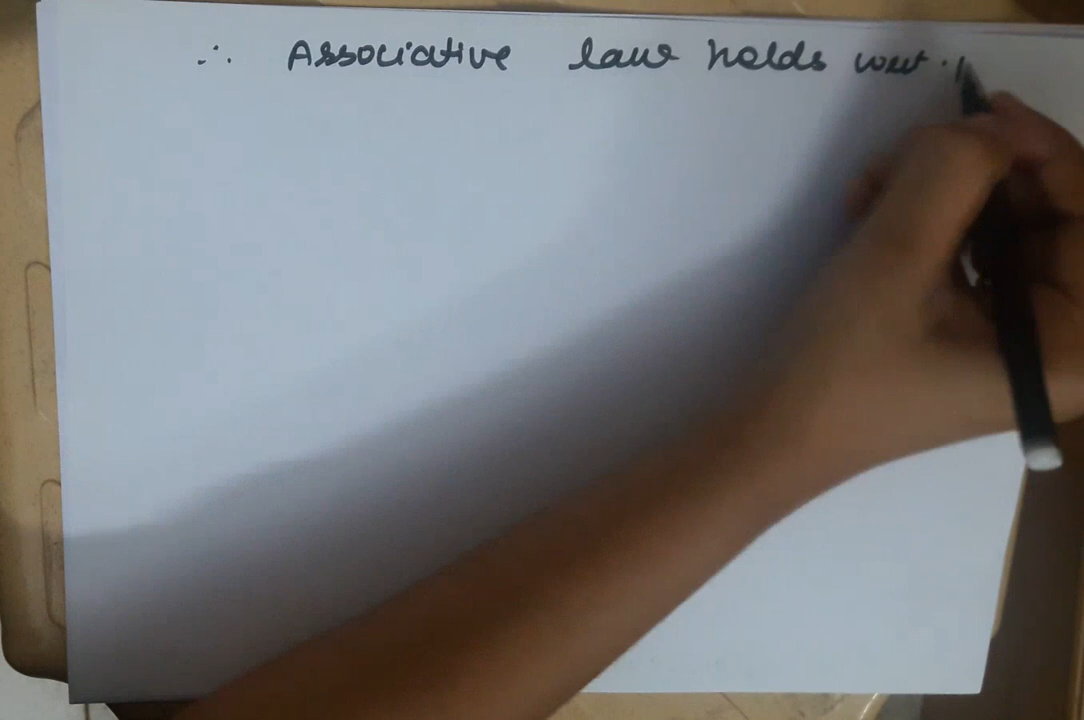 ∴ Associative law holds wrt .